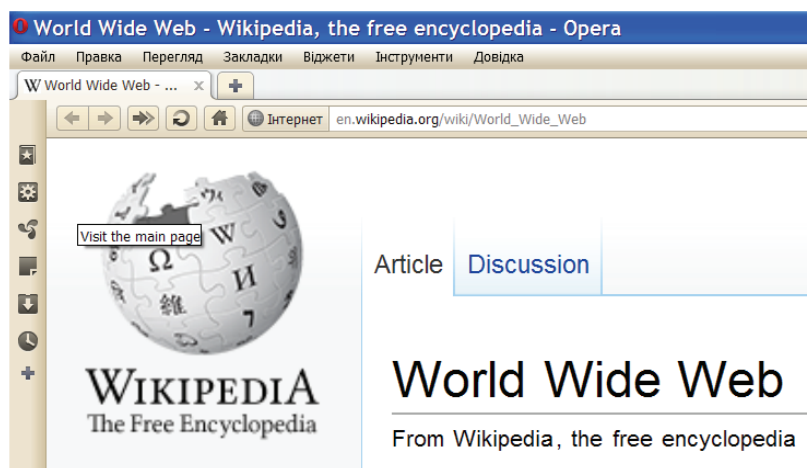 World Wide Web - Wikipedia, the free encyclopedia - Opera
Файл Правка Перегляд Закладки Віджети Інструменти Довідка
W World Wide Web - ... x
Інтернет en.wikipedia.org/wiki/World_Wide_Web
Visit the main page
W
Ω И
維 7
Article Discussion
WIKIPEDIA
The Free Encyclopedia
World Wide Web
From Wikipedia, the free encyclopedia